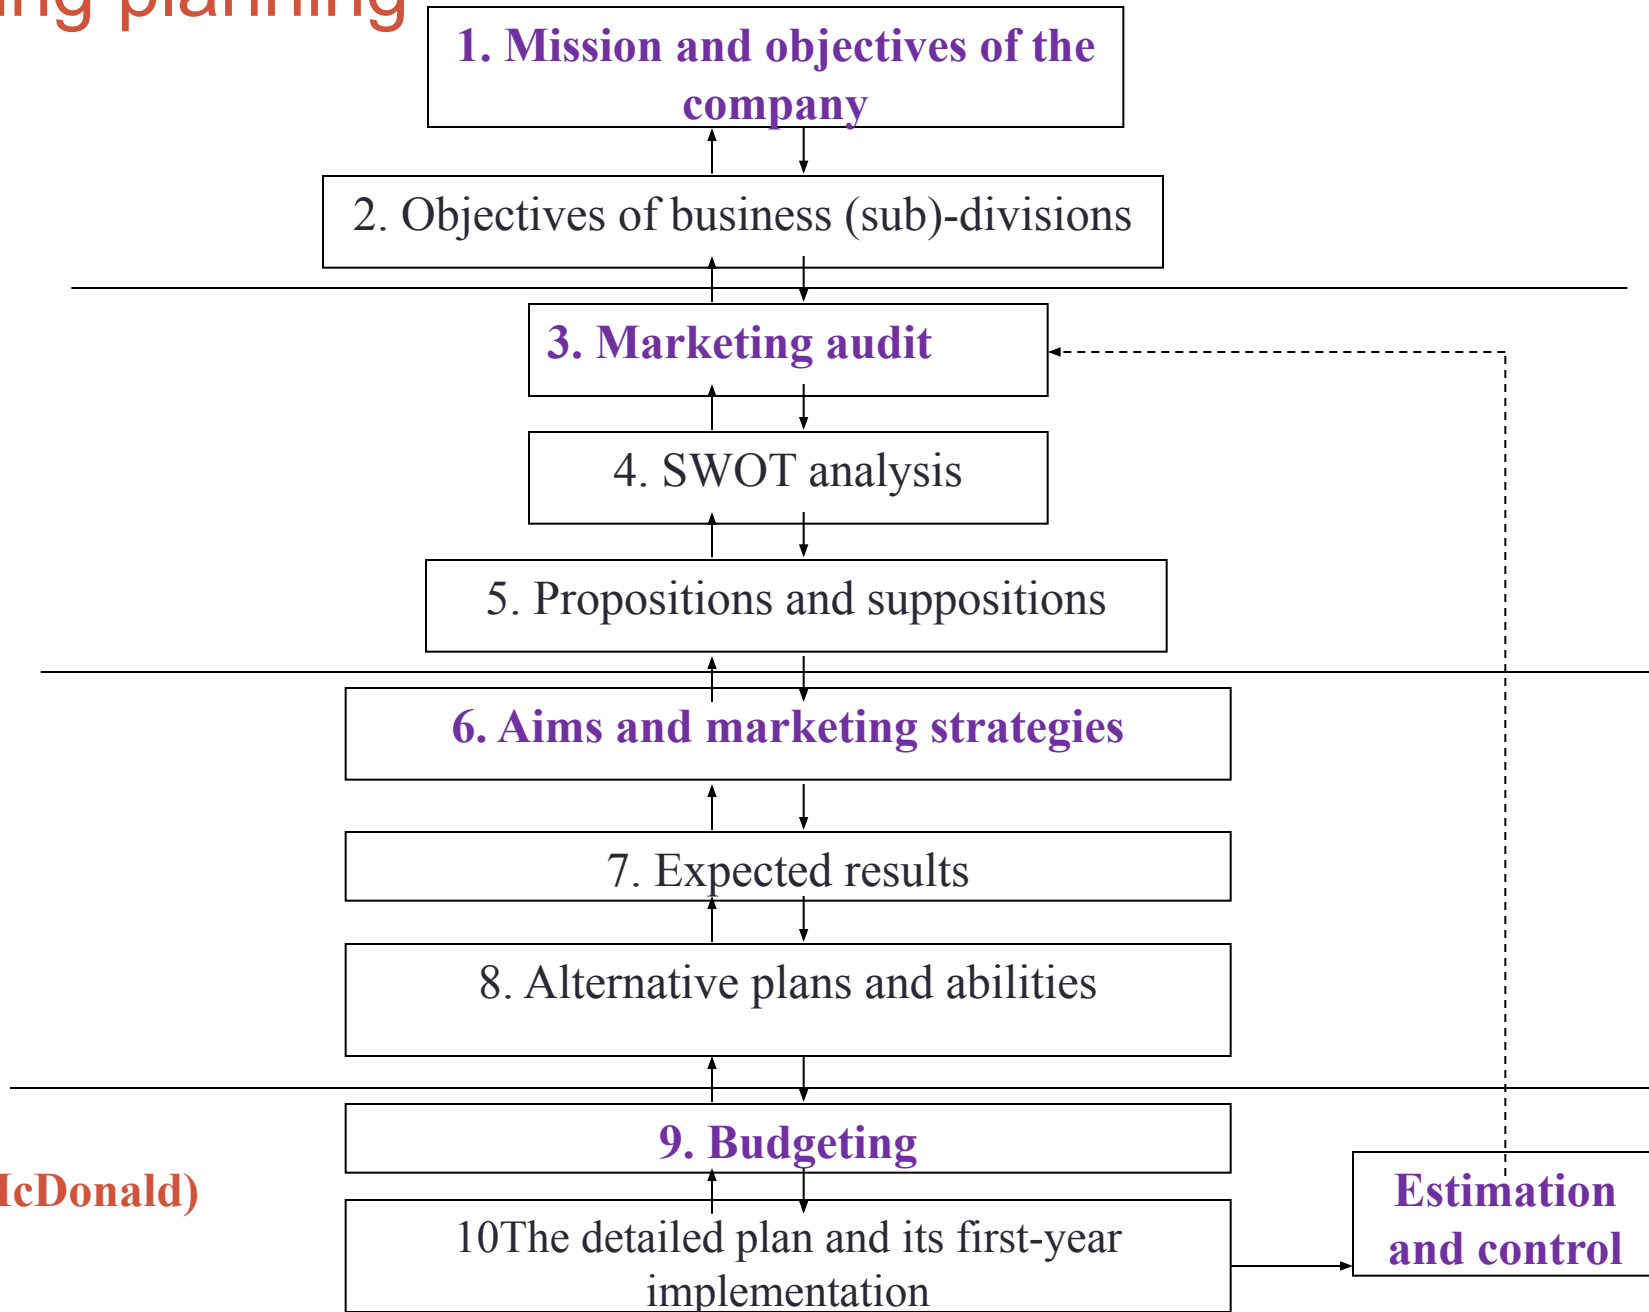 planning
1. Mission and objectives of the
company
2. Objectives of business (sub)-divisions
3. Marketing audit
4. SWOT analysis
5. Propositions and suppositions
6. Aims and marketing strategies
7. Expected results
8. Alternative plans and abilities
9. Budgeting
McDonald)
10The detailed plan and its first-year
implementation
Estimation
and control